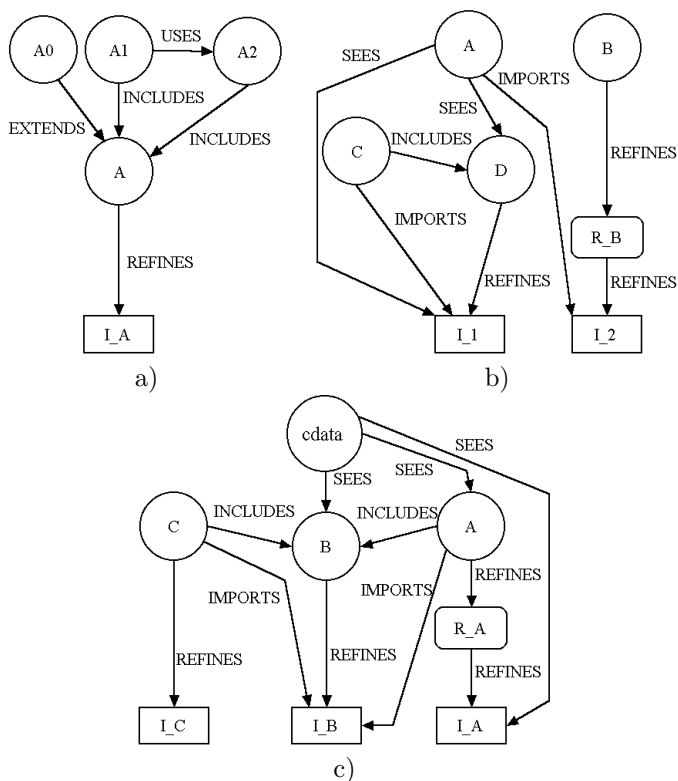 A0
A1
USES
A2
EXTENDS
INCLUDES
INCLUDES
A
REFINES
I_A
a)
A
B
SEES
IMPORTS
SEES
C
INCLUDES
D
IMPORTS
REFINES
R_B
REFINES
REFINES
I_1
I_2
b)
cdata
SEES
SEES
SEES
C
INCLUDES
B
INCLUDES
A
IMPORTS
IMPORTS
REFINES
R_A
REFINES
REFINES
REFINES
I_C
I_B
I_A
c)